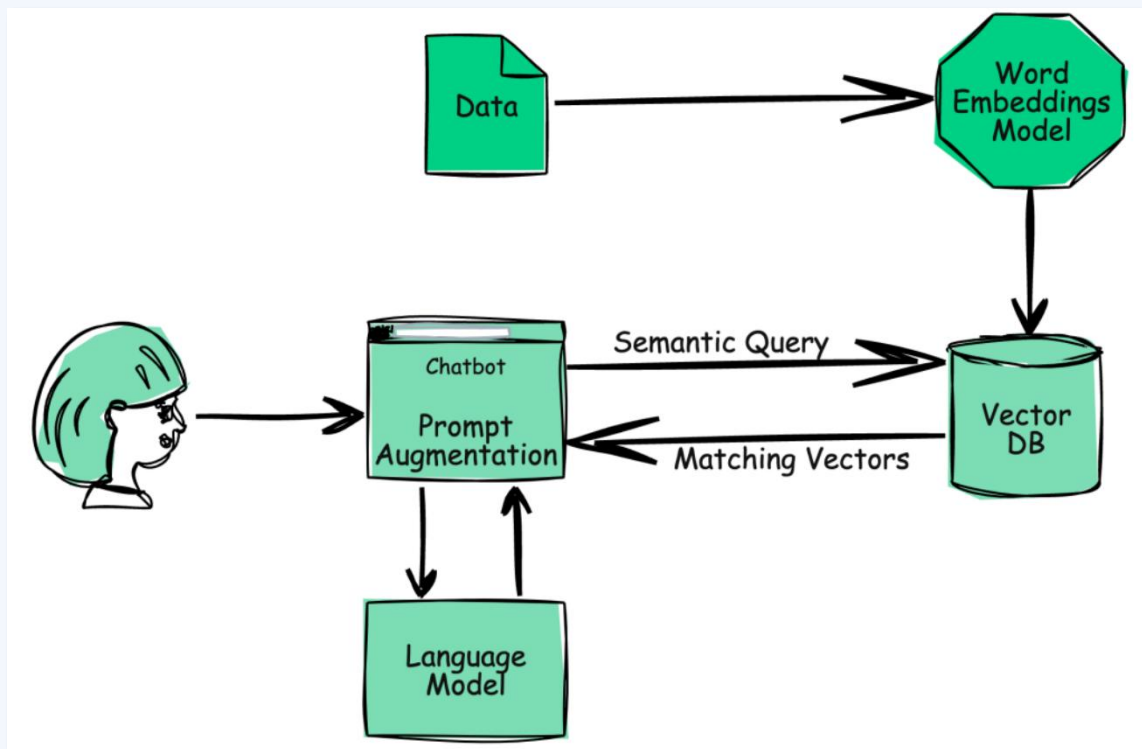 Data
Word
Embeddings
Model
Semantic Query
Chatbot
Prompt
Augmentation
Matching Vectors
Vector
DB
Language
Model